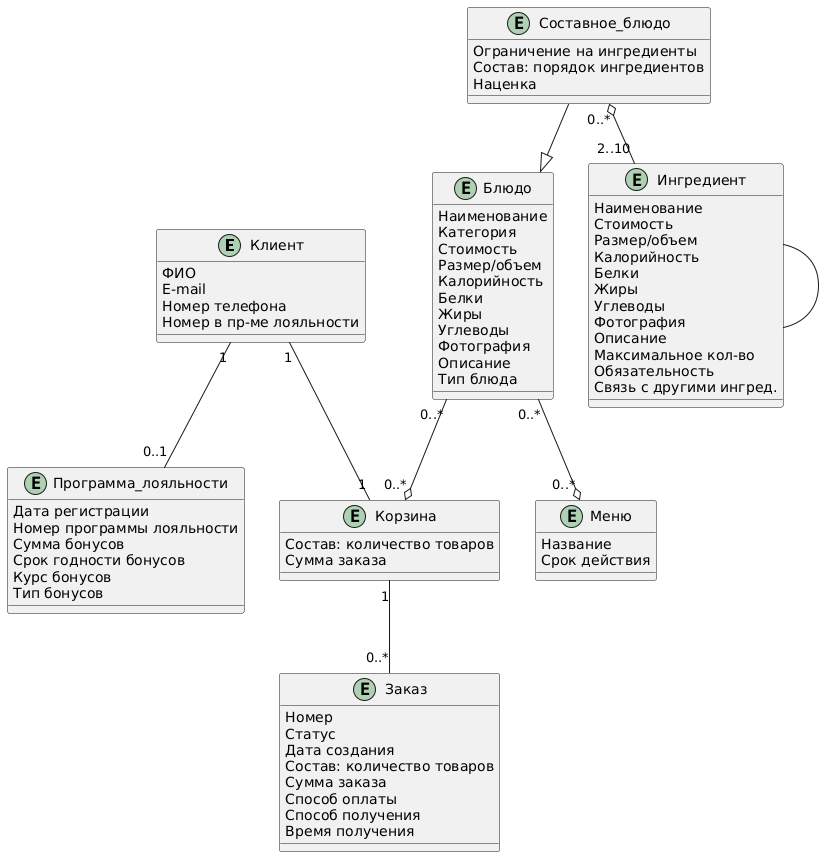 E Составное_блюдо
Ограничение на ингредиенты
Состав: порядок ингредиентов
Наценка
0..*
2..10
E Блюдо
Наименование
Категория
Стоимость
Размер/объем
Калорийность
Белки
Жиры
Углеводы
Фотография
Описание
Тип блюда
E Ингредиент
Наименование
Стоимость
Размер/объем
Калорийность
Белки
Жиры
Углеводы
Фотография
Описание
Максимальное кол-во
Обязательность
Связь с другими ингред.
E Клиент
ФИО
E-mail
Номер телефона
Номер в пр-ме лояльности
1
1
0..*
0..*
0..1
1
0..*
0..*
E Программа_лояльности
Дата регистрации
Номер программы лояльности
Сумма бонусов
Срок годности бонусов
Курс бонусов
Тип бонусов
E Корзина
Состав: количество товаров
Сумма заказа
E Меню
Название
Срок действия
1
0..*
E Заказ
Номер
Статус
Дата создания
Состав: количество товаров
Сумма заказа
Способ оплаты
Способ получения
Время получения